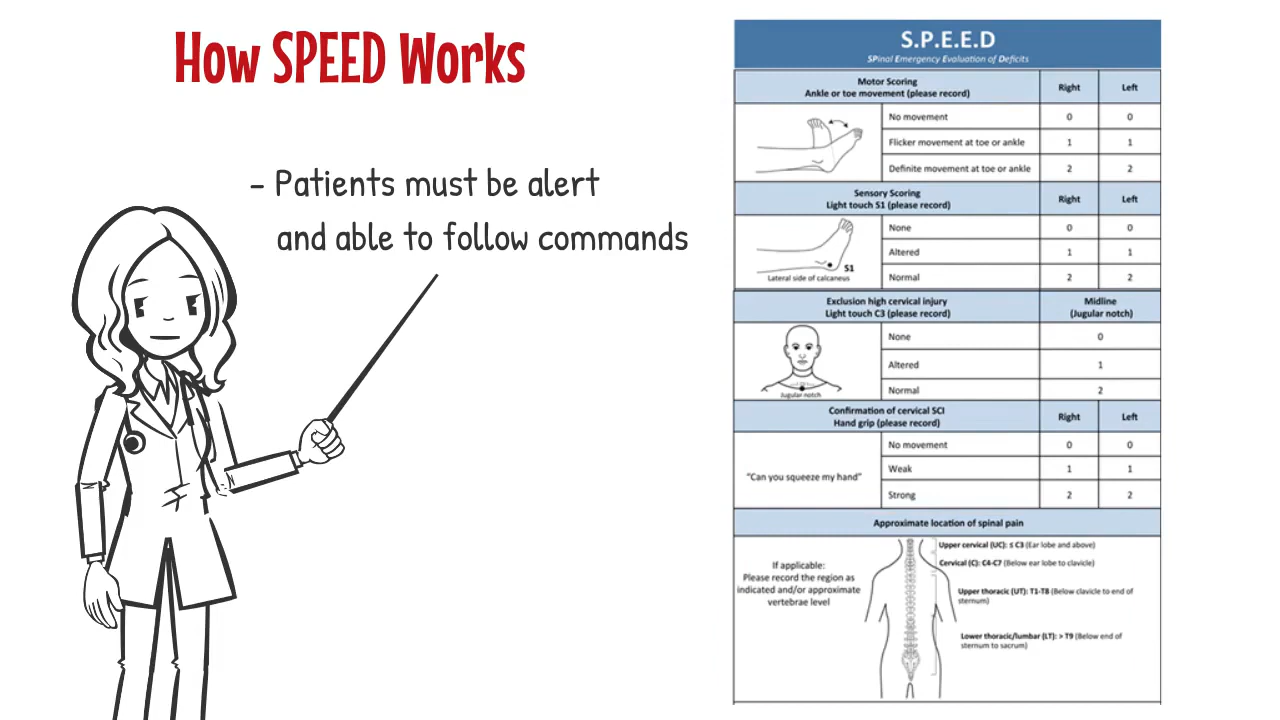 How SPEED Works
- Patients must be alert
and able to follow commands
S.P.E.E.D
SPinal Emergency Evaluation of Deficits
Motor Scoring
Ankle or toe movement (please record)
Right
Left
No movement
0
0
Flicker movement at toe or ankle
1
1
Definite movement at toe or ankle
2
2
Sensory Scoring
Light touch S1 (please record)
Right
Left
None
0
0
Altered
1
1
S1
Lateral side of calcaneus
Normal
2
2
Exclusion high cervical injury
Light touch C3 (please record)
Midline
(Jugular notch)
None
0
Altered
1
Jugular notch
Normal
2
Confirmation of cervical SCI
Hand grip (please record)
Right
Left
No movement
0
0
"Can you squeeze my hand"
Weak
1
1
Strong
2
2
Approximate location of spinal pain
If applicable:
Please record the region as
indicated and/or approximate
vertebrae level
Upper cervical (UC): ≤ C3 (Ear lobe and above)
Cervical (C): C4-C7 (Below ear lobe to clavicle)
Upper thoracic (UT): T1-T8 (Below clavicle to end of
sternum)
Lower thoracic/lumbar (LT): > T9 (Below end of
sternum to sacrum)